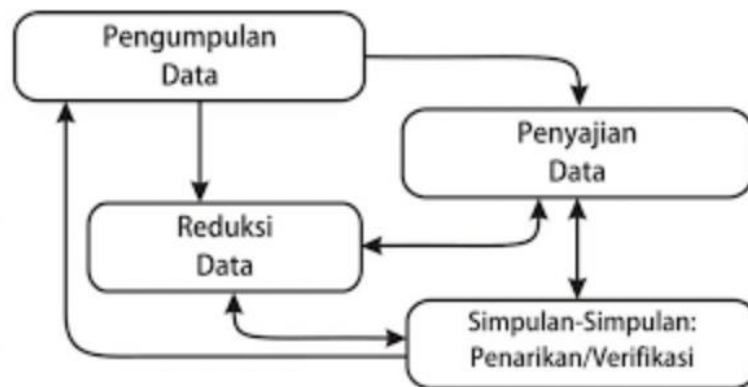 Pengumpulan
Data
Penyajian
Data
Reduksi
Data
Simpulan-Simpulan:
Penarikan/Verifikasi